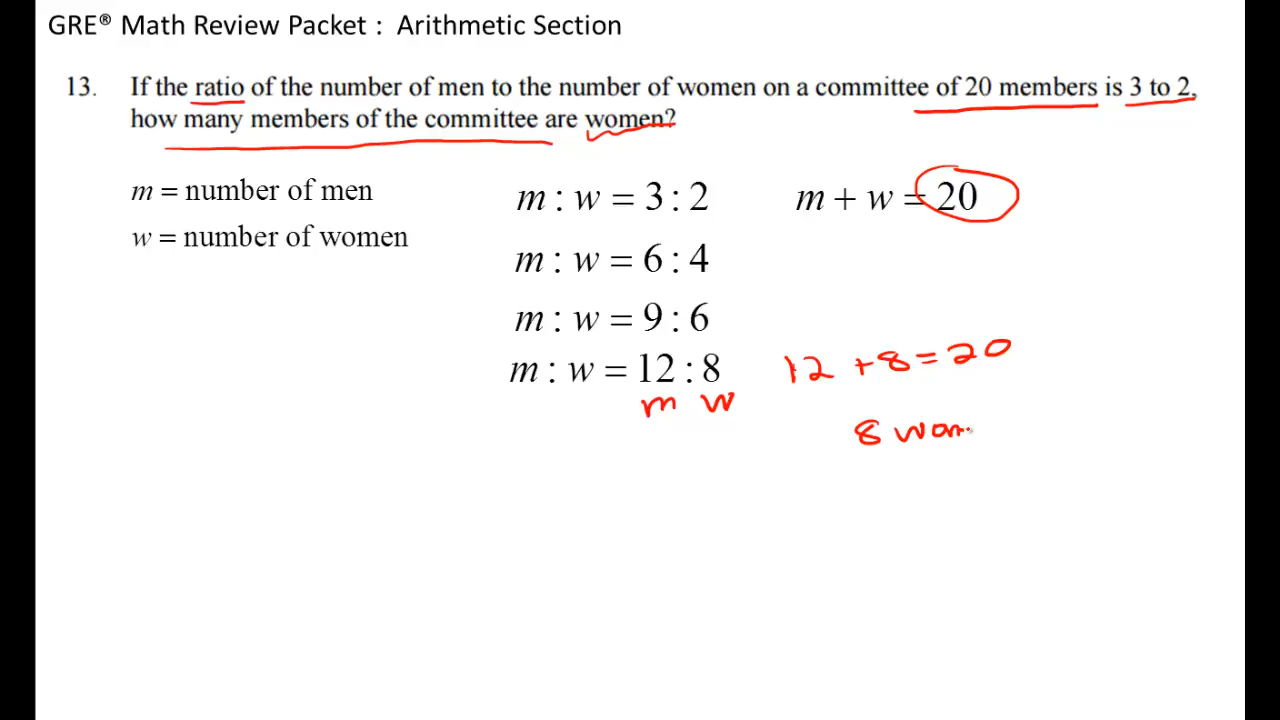 GRE® Math Review Packet : Arithmetic Section
13. If the ratio of the number of men to the number of women on a committee of 20 members is 3 to 2,
how many members of the committee are women?
m = number of men
m : w = 3 : 2
m + w = 20
w = number of women
m : w = 6 : 4
m : w = 9 : 6
m : w = 12 : 8
12 + 8 = 20
m w
8 wom